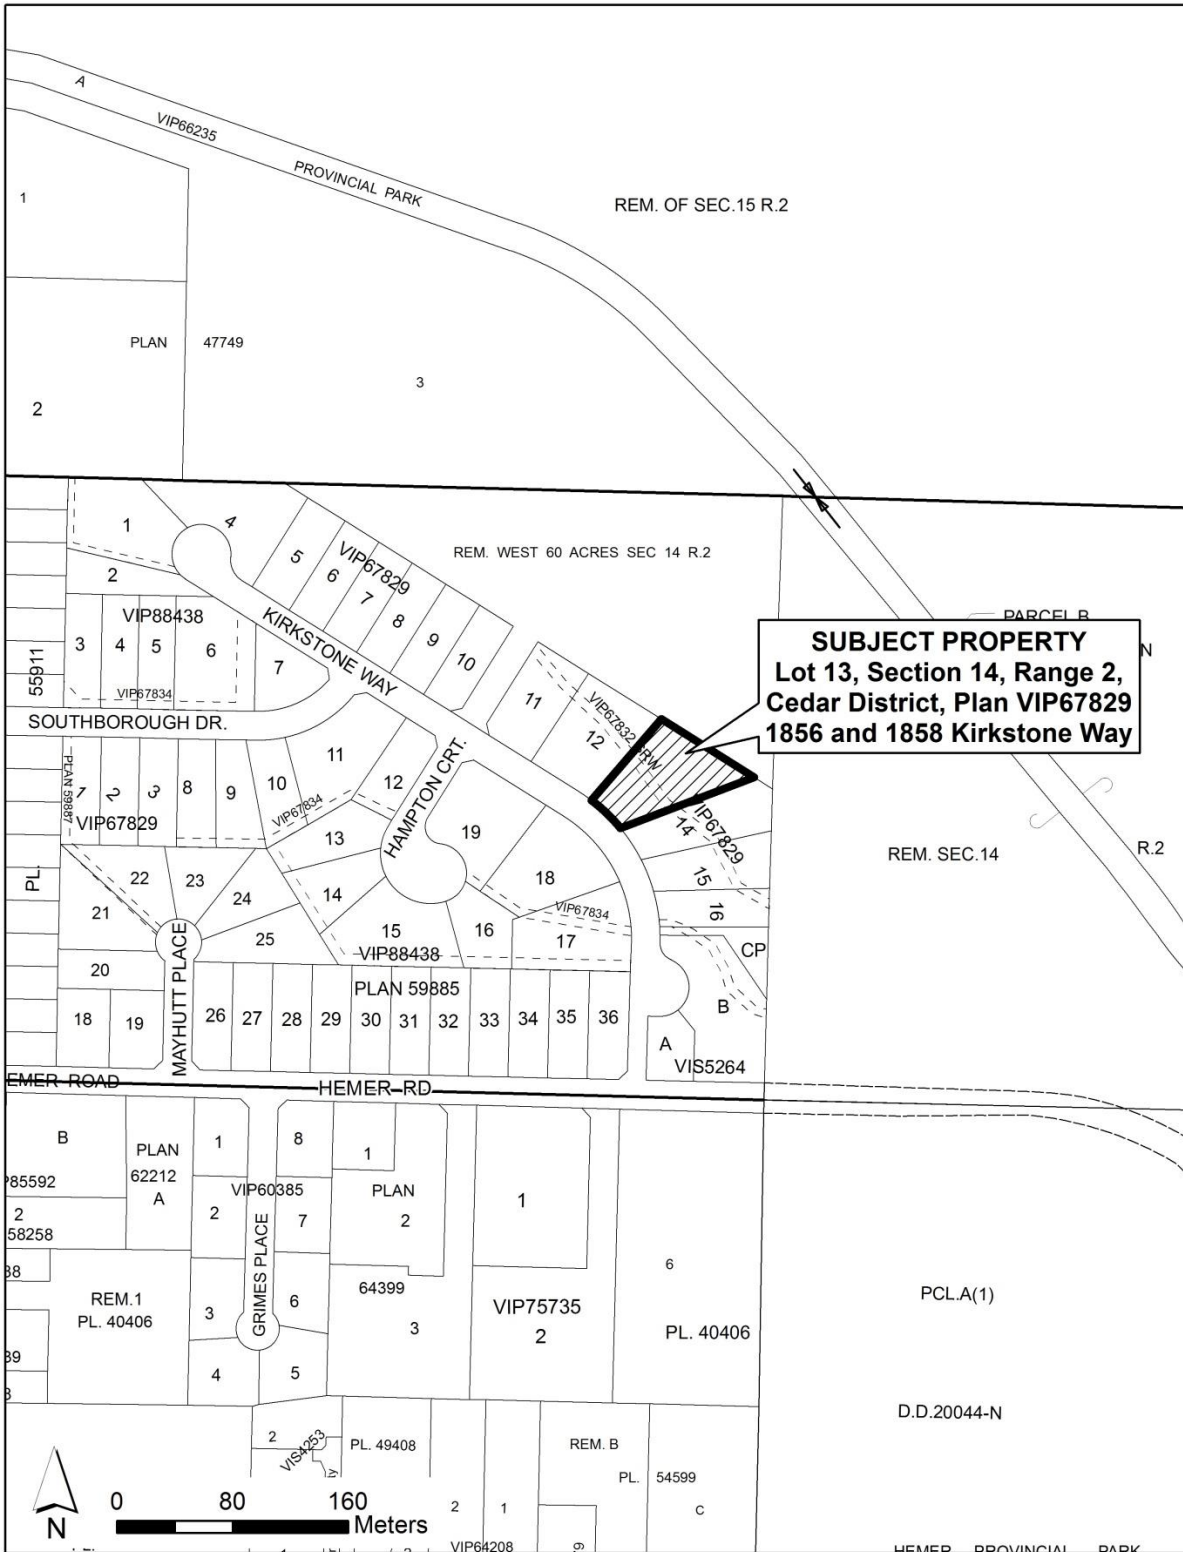 A
VIP66235
PROVINCIAL PARK
1
REM. OF SEC.15 R.2
PLAN 47749
3
2
1
4
5
6
7
8
9
10
VIP67829
REM. WEST 60 ACRES SEC 14 R.2
2
VIP88438
3
4
5
6
7
KIRKSTONE WAY
55911
VIP67834
SOUTHBOROUGH DR.
PARCEL B
N
SUBJECT PROPERTY
Lot 13, Section 14, Range 2,
Cedar District, Plan VIP67829
1856 and 1858 Kirkstone Way
11
12
VIP67832 SRW
11
12
HAMPTON CRT.
PLAN 59887
1
2
3
8
9
10
VIP67834
VIP67829
13
19
14
VIP67829
REM. SEC.14
R.2
PL.
22
23
24
14
18
15
16
21
25
15
16
17
VIP67834
VIP88438
CP
MAYHUTT PLACE
20
PLAN 59885
18
19
26
27
28
29
30
31
32
33
34
35
36
B
A
VIS5264
EMER ROAD
HEMER RD
B
PLAN
62212
A
1
8
1
P85592
VIP60385
PLAN
2
1
2
58258
2
7
GRIMES PLACE
6
38
REM.1
PL. 40406
3
6
64399
3
VIP75735
2
PL. 40406
PCL.A(1)
39
4
5
3
D.D.20044-N
2
VIS4253
PL. 49408
REM. B
PL. 54599
2
1
C
N
0 80 160
Meters
VIP64208
HEMER PROVINCIAL PARK